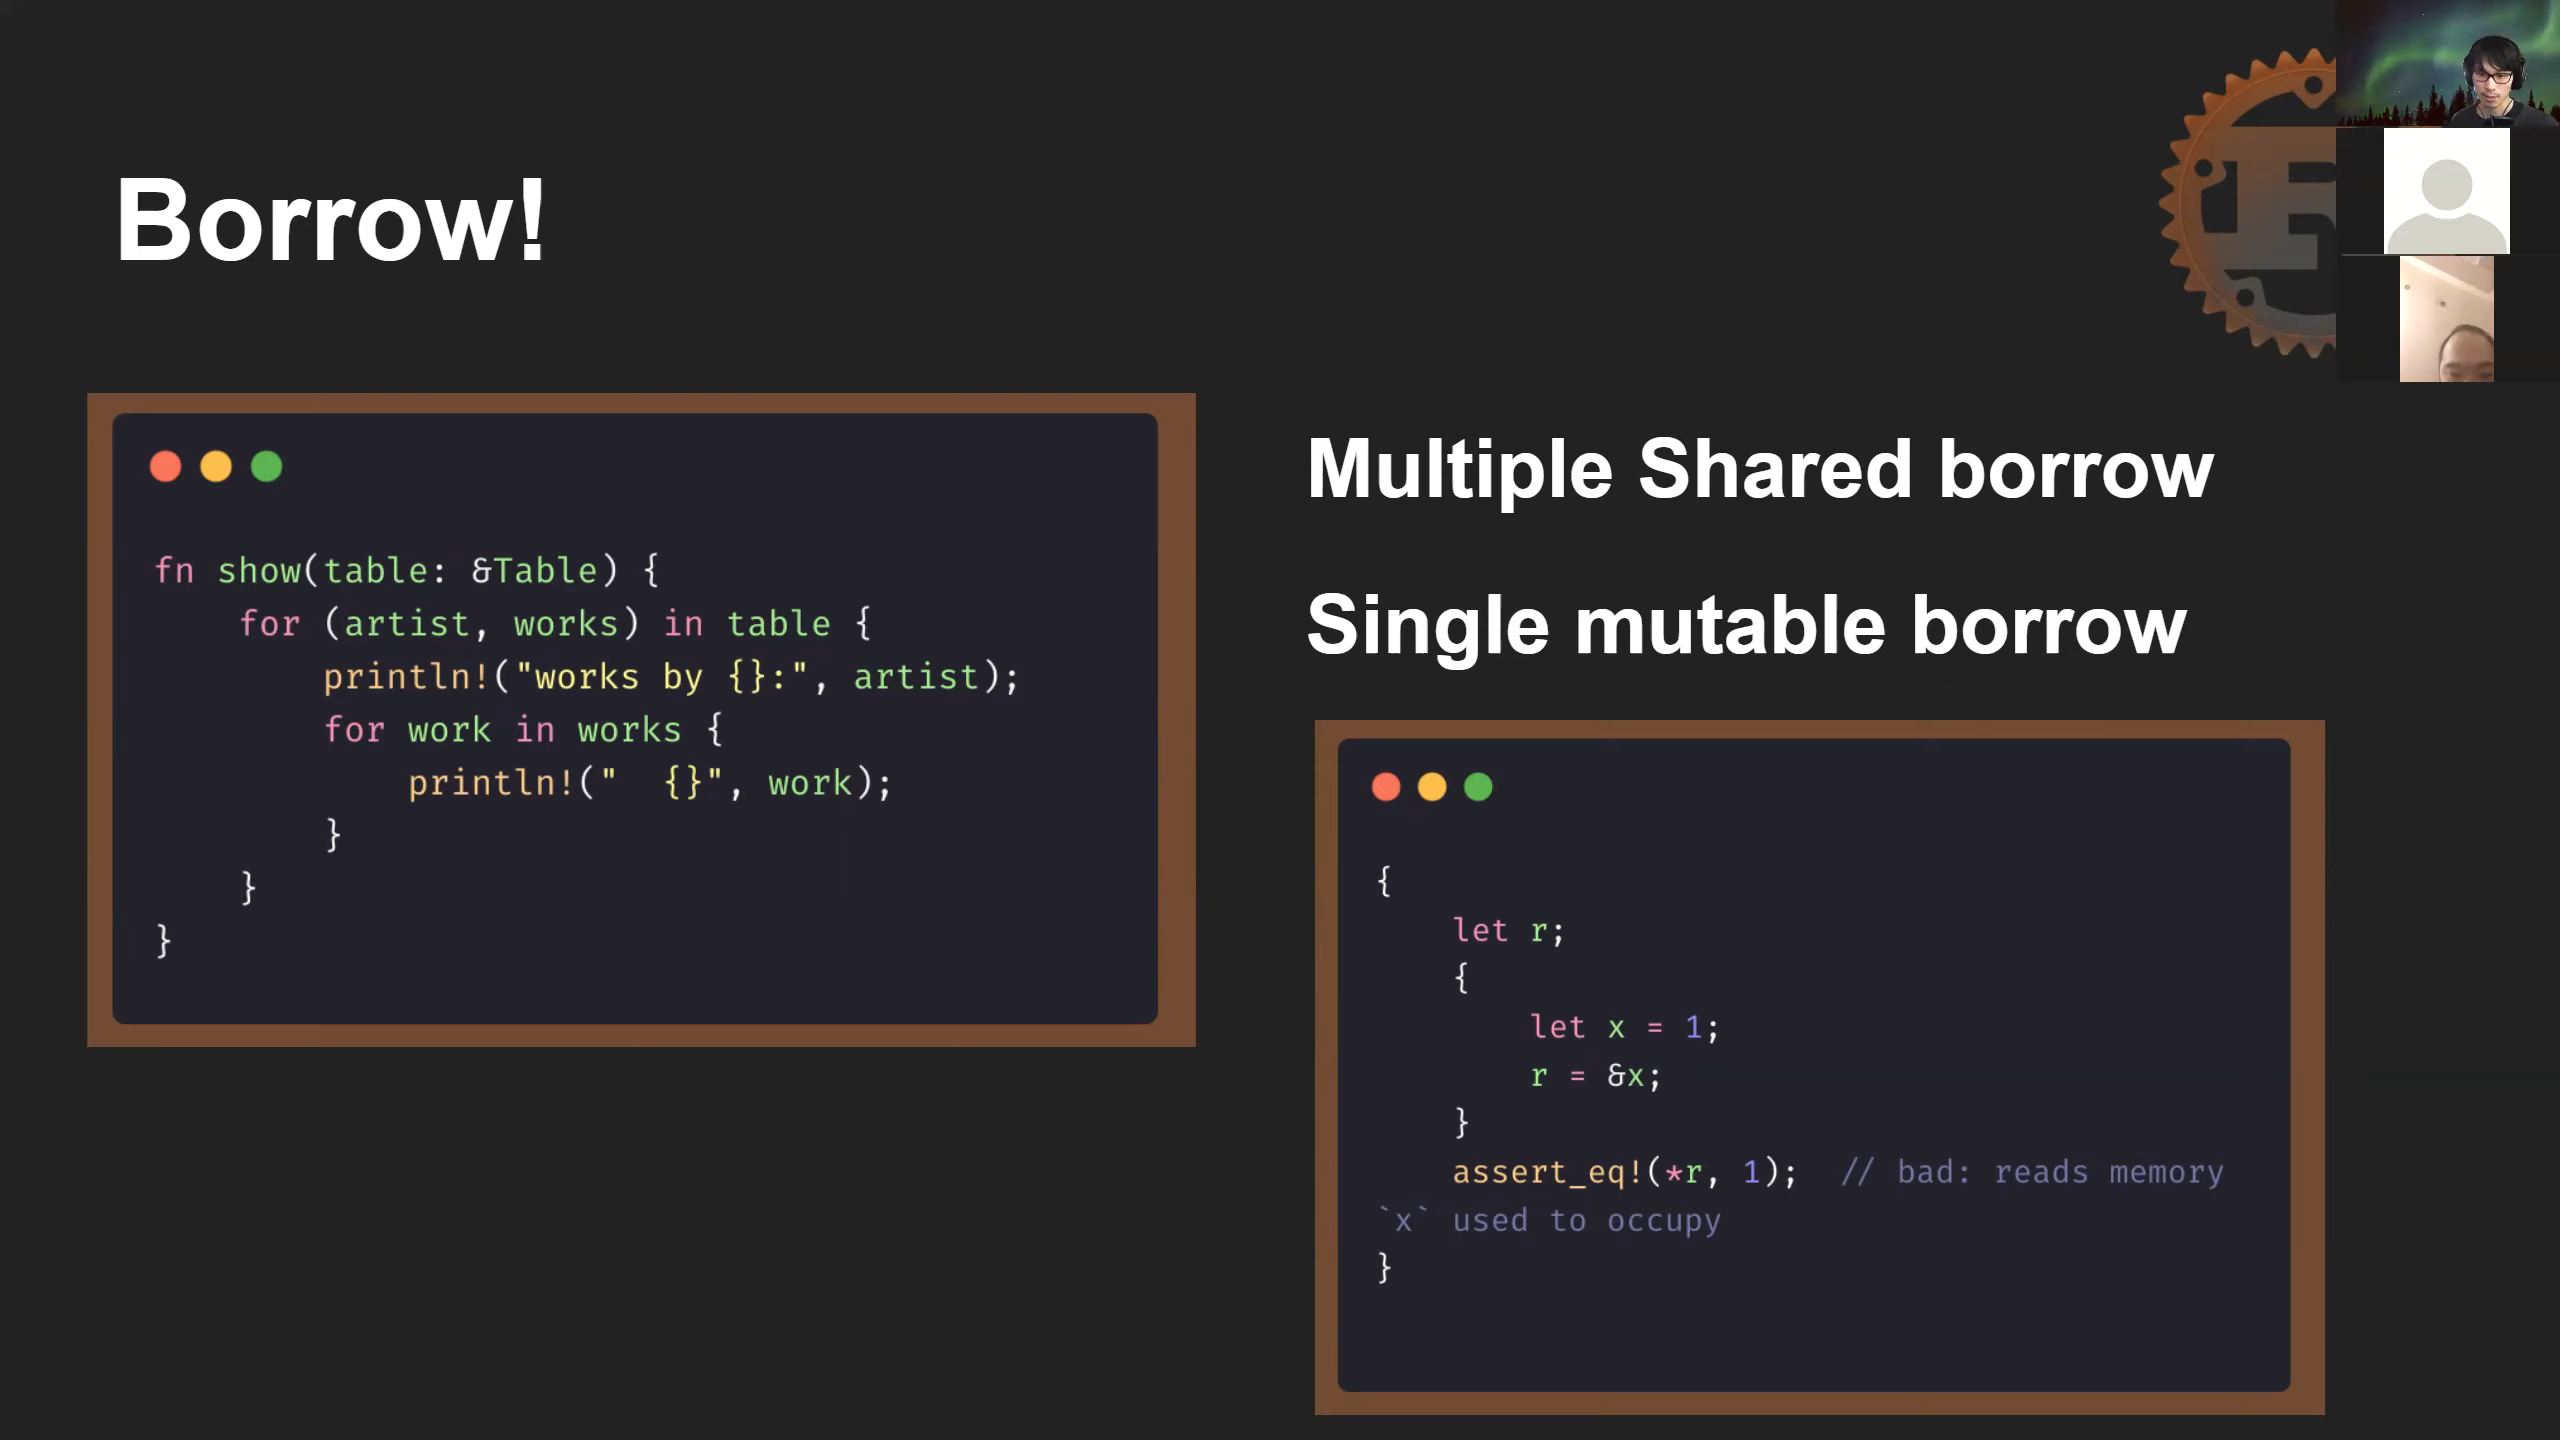 Borrow!
fn show(table: &Table) {
    for (artist, works) in table {
        println!("works by {}:", artist);
        for work in works {
            println!("  {}", work);
        }
    }
}
Multiple Shared borrow
Single mutable borrow
{
    let r;
    {
        let x = 1;
        r = &x;
    }
    assert_eq!(*r, 1);  // bad: reads memory
`x` used to occupy
}